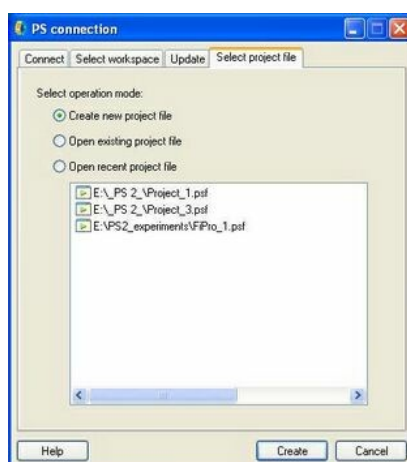 PS connection
Connect Select workspace Update Select project file
Select operation mode:
Create new project file
Open existing project file
Open recent project file
E:\_PS 2_\Project_1.psf
E:\_PS 2_\Project_3.psf
E:\PS2_experiments\FiPro_1.psf
Help Create Cancel